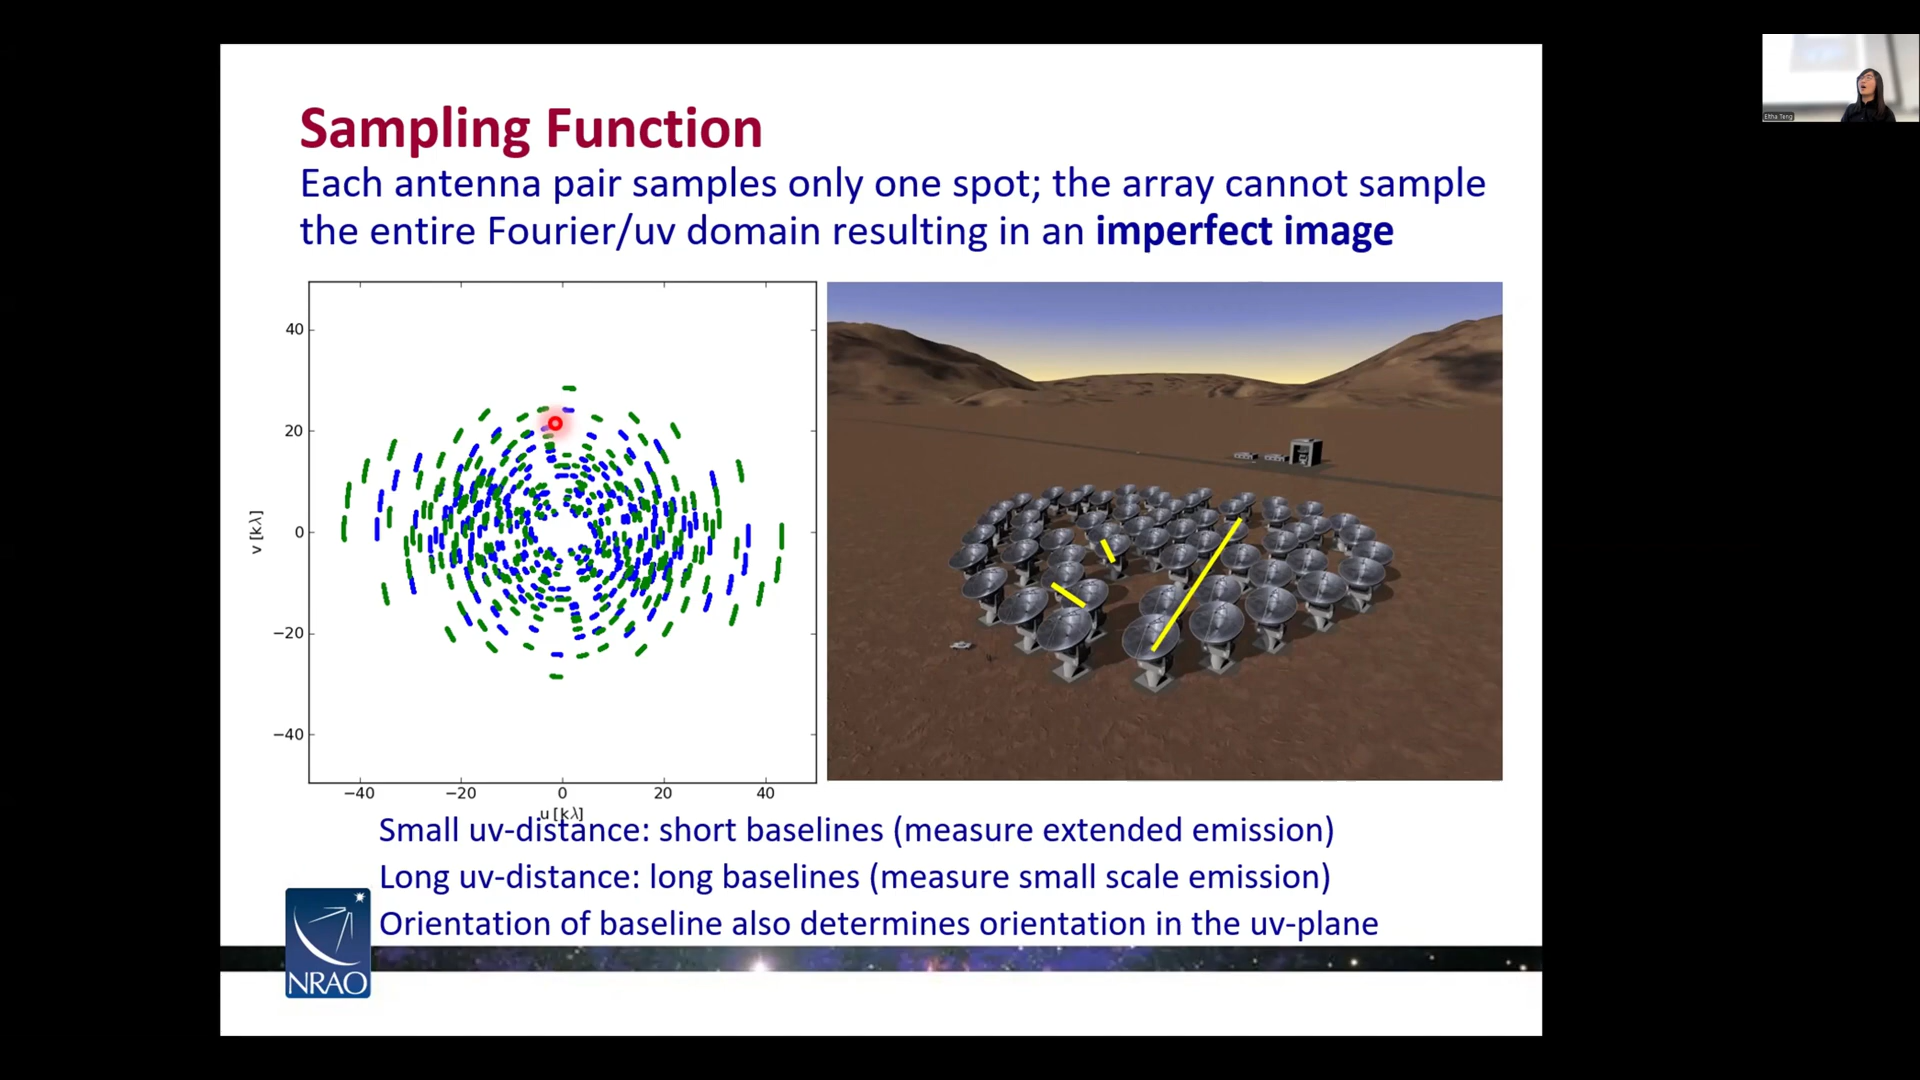 Sampling Function
Each antenna pair samples only one spot; the array cannot sample
the entire Fourier/uv domain resulting in an imperfect image
40
20
0
−20
−40
v [kλ]
−40 −20 0 20 40
u [kλ]
Small uv-distance: short baselines (measure extended emission)
Long uv-distance: long baselines (measure small scale emission)
Orientation of baseline also determines orientation in the uv-plane
NRAO
Eltha Teng